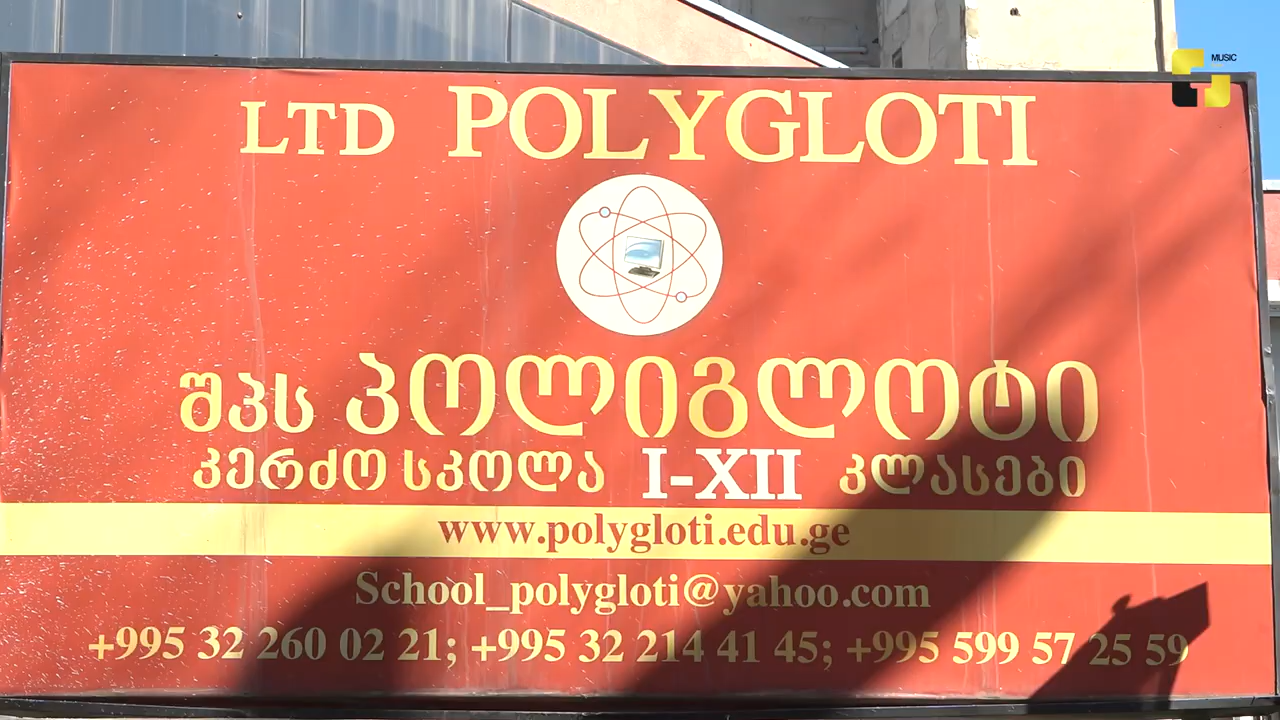 MUSIC
LTD POLYGLOTI
შპს პოლიგლოტი
კერძო სკოლა I-XII კლასები
www.polygloti.edu.ge
School_polygloti@yahoo.com
+995 32 260 02 21; +995 32 214 41 45; +995 599 57 25 59